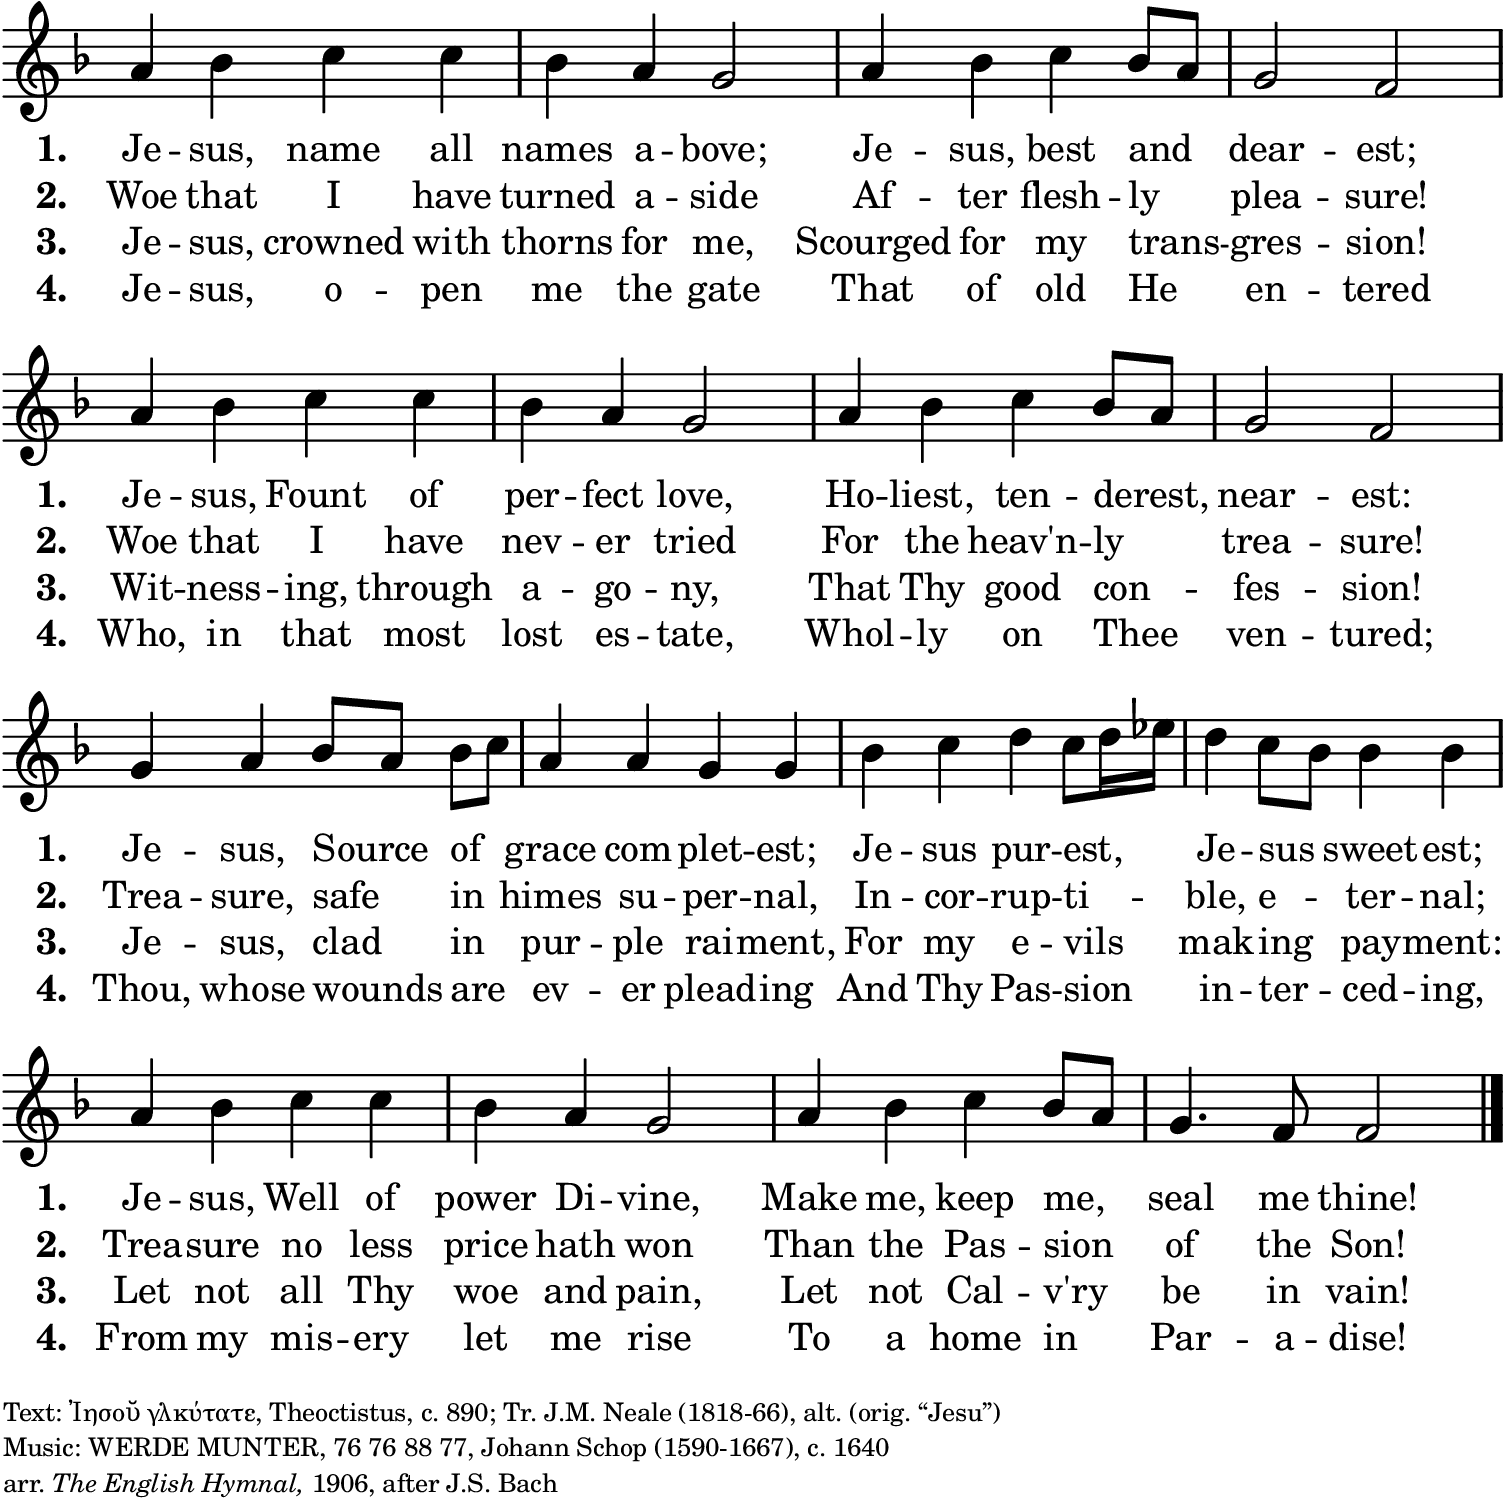 1. Je -- sus, name all names a -- bove; Je -- sus, best and dear -- est;
2. Woe that I have turned a -- side Af -- ter flesh -- ly plea -- sure!
3. Je -- sus, crowned with thorns for me, Scourged for my trans -- gres -- sion!
4. Je -- sus, o -- pen me the gate That of old He en -- tered
1. Je -- sus, Fount of per -- fect love, Ho -- liest, ten -- derest, near -- est:
2. Woe that I have nev -- er tried For the heav'n -- ly trea -- sure!
3. Wit -- ness -- ing, through a -- go -- ny, That Thy good con -- fes -- sion!
4. Who, in that most lost es -- tate, Whol -- ly on Thee ven -- tured;
1. Je -- sus, Source of grace com plet -- est; Je -- sus pur -- est, Je -- sus sweet -- est;
2. Trea -- sure, safe in himes su -- per -- nal, In -- cor -- rup -- ti -- ble, e -- ter -- nal;
3. Je -- sus, clad in pur -- ple rai -- ment, For my e -- vils mak -- ing pay -- ment:
4. Thou, whose wounds are ev -- er plead -- ing And Thy Pas -- sion in -- ter -- ced -- ing,
1. Je -- sus, Well of power Di -- vine, Make me, keep me, seal me thine!
2. Trea -- sure no less price hath won Than the Pas -- sion of the Son!
3. Let not all Thy woe and pain, Let not Cal -- v'ry be in vain!
4. From my mis -- ery let me rise To a home in Par -- a -- dise!
Text: Ἰησοῦ γλκύτατε, Theoctistus, c. 890; Tr. J.M. Neale (1818-66), alt. (orig. “Jesu”)
Music: WERDE MUNTER, 76 76 88 77, Johann Schop (1590-1667), c. 1640
arr. The English Hymnal, 1906, after J.S. Bach